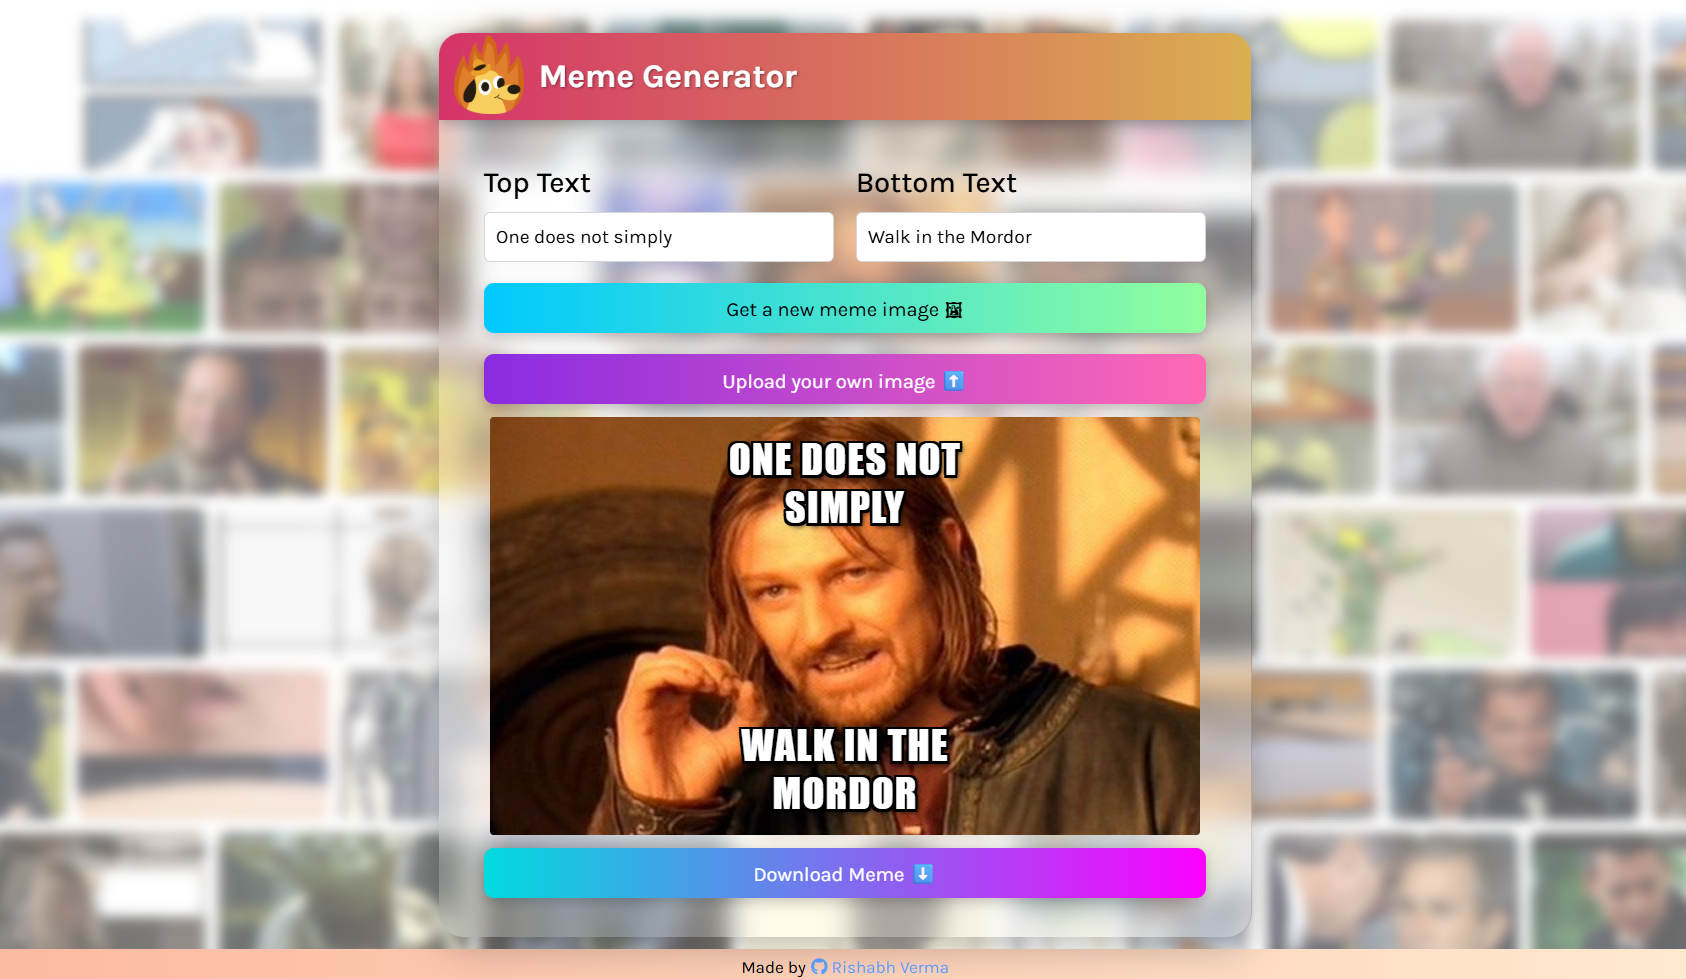 Meme Generator
Top Text
Bottom Text
One does not simply
Walk in the Mordor
Get a new meme image 🖼
Upload your own image ⬆️
ONE DOES NOT
SIMPLY
WALK IN THE
MORDOR
Download Meme ⬇️
Made by Rishabh Verma